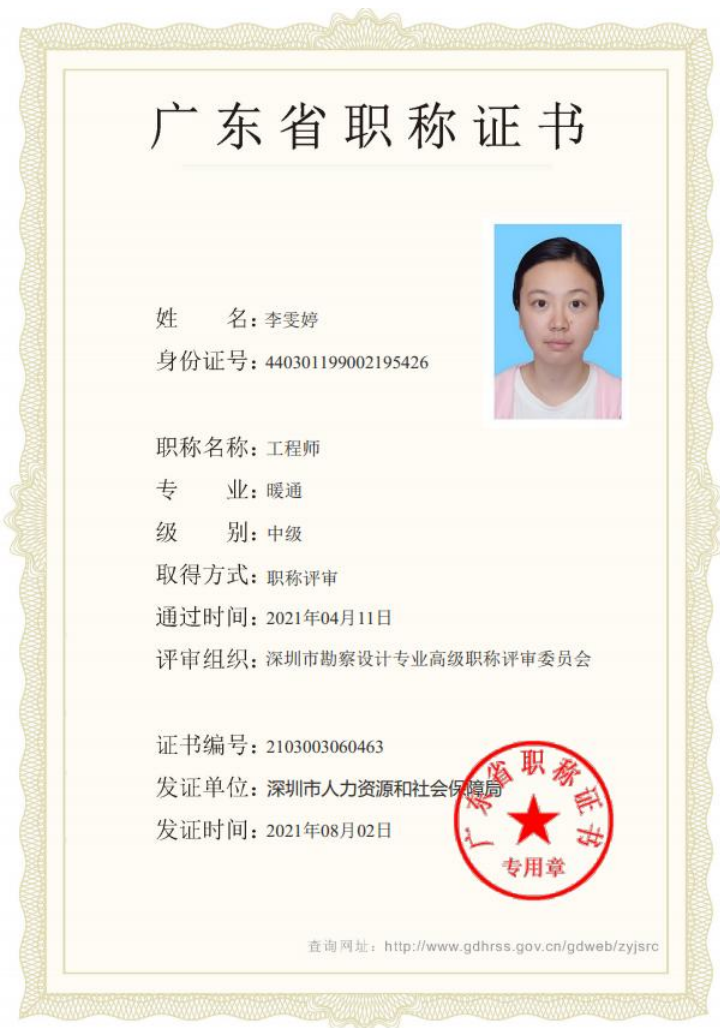 广东省职称证书
姓　　名：李雯婷
身份证号：440301199002195426
职称名称：工程师
专　　业：暖通
级　　别：中级
取得方式：职称评审
通过时间：2021年04月11日
评审组织：深圳市勘察设计专业高级职称评审委员会
证书编号：2103003060463
发证单位：深圳市人力资源和社会保障局
发证时间：2021年08月02日
广东省职称证书
专用章
查询网址：http://www.gdhrss.gov.cn/gdweb/zyjsrc